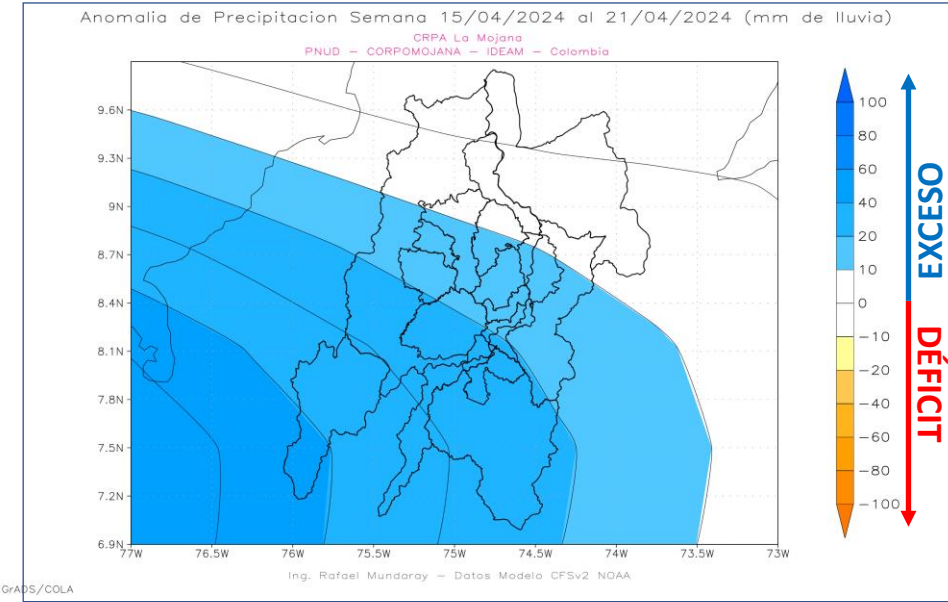 Anomalia de Precipitacion Semana 15/04/2024 al 21/04/2024 (mm de lluvia)
CRPA La Mojana
PNUD – CORPOMOJANA – IDEAM – Colombia
9.6N
9.3N
9N
8.7N
8.4N
8.1N
7.8N
7.5N
7.2N
6.9N
77W 76.5W 76W 75.5W 75W 74.5W 74W 73.5W 73W
100
80
60
40
20
10
0
−10
−20
−40
−60
−80
−100
EXCESO
DÉFICIT
Ing. Rafael Mundaray – Datos Modelo CFSv2 NOAA
GrADS/COLA